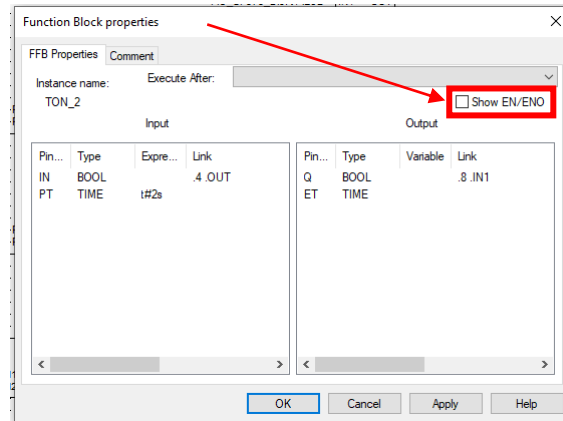 Function Block properties
FFB Properties Comment
Instance name: Execute After:
TON_2 Show EN/ENO
Input Output
Pin... Type Expre... Link Pin... Type Variable Link
IN BOOL .4 .OUT Q BOOL .8 .IN1
PT TIME t#2s ET TIME
OK Cancel Apply Help